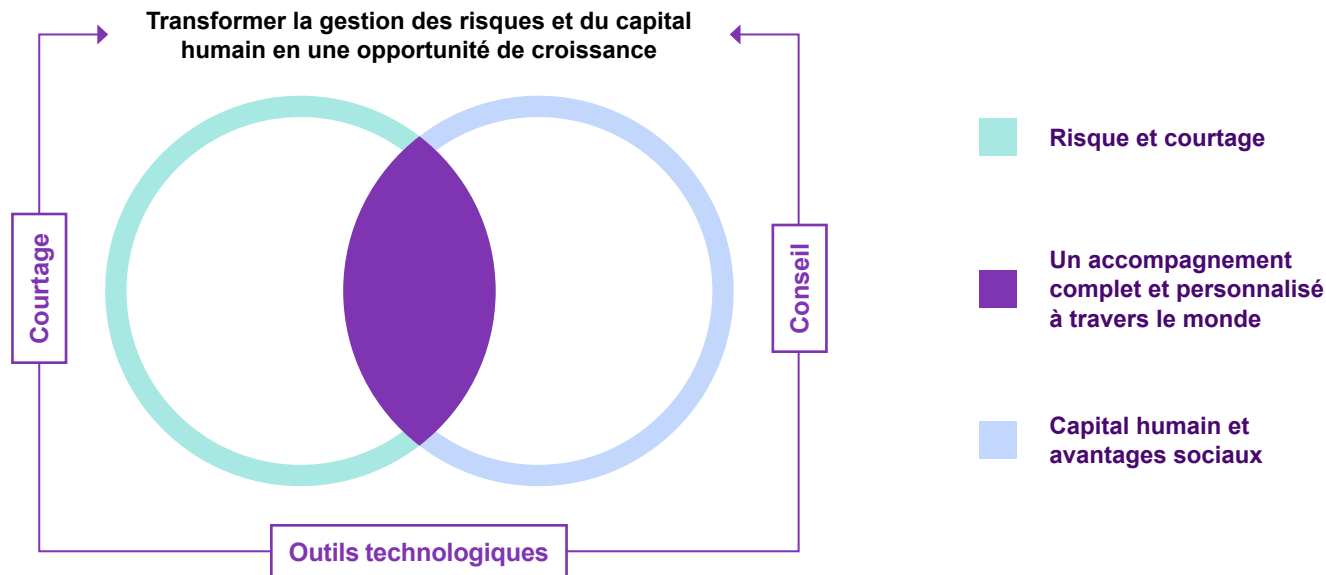 Transformer la gestion des risques et du capital
humain en une opportunité de croissance
Courtage
Conseil
Outils technologiques
Risque et courtage
Un accompagnement
complet et personnalisé
à travers le monde
Capital humain et
avantages sociaux